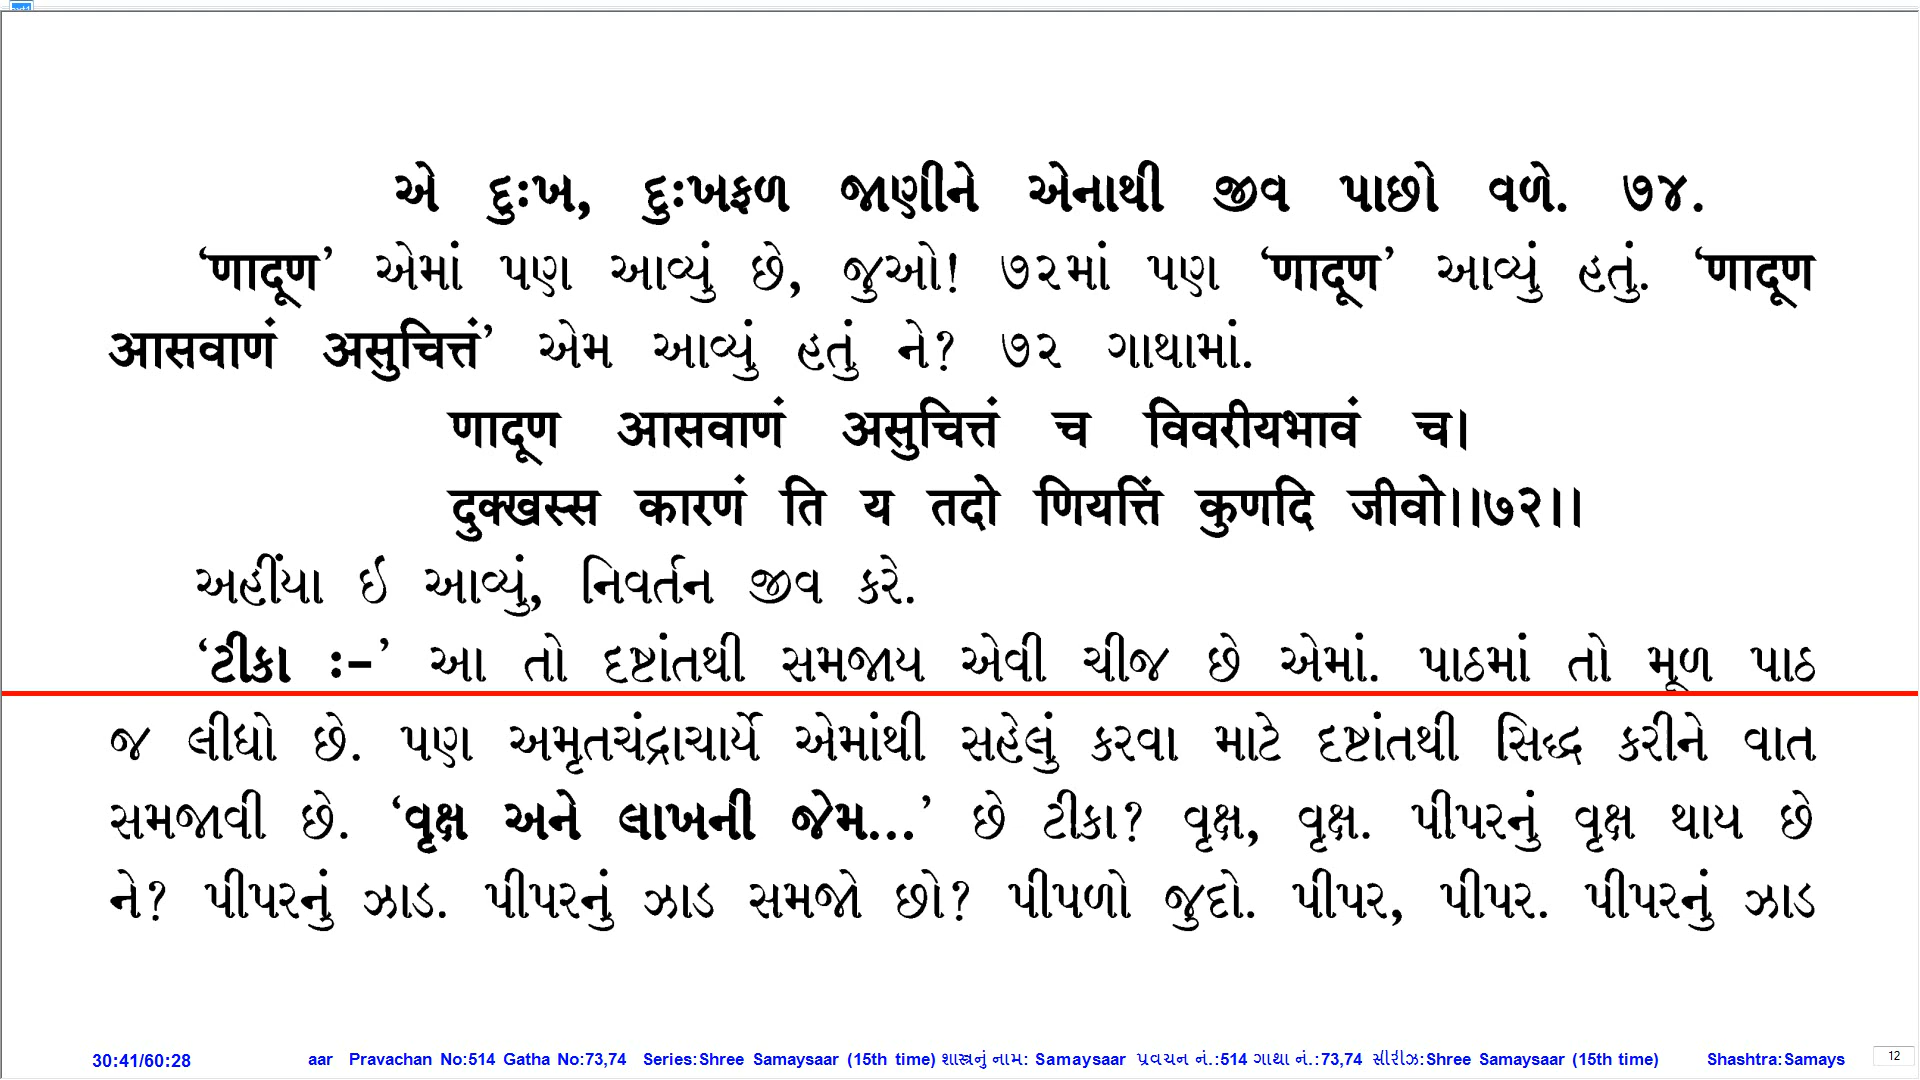 એ દુઃખ, દુઃખફળ જાણીને એનાથી જીવ પાછો વળે. ૭૪.
‘णादूण’ એમાં પણ આવ્યું છે, જુઓ! ૭૨માં પણ ‘णादूण’ આવ્યું હતું. ‘णादूण
आसवाणं असुचित्तं’ એમ આવ્યું હતું ને? ૭૨ ગાથામાં.
णादूण आसवाणं असुचित्तं च विवरीयभावं च।
दुक्खस्स कारणं ति य तदो णियत्तिं कुणदि जीवो।।७२।।
અહીંયા ઈ આવ્યું, નિવર્તન જીવ કરે.
‘ટીકા :–’ આ તો દૃષ્ટાંતથી સમજાય એવી ચીજ છે એમાં. પાઠમાં તો મૂળ પાઠ
જ લીધો છે. પણ અમૃતચંદ્રાચાર્યે એમાંથી સહેલું કરવા માટે દૃષ્ટાંતથી સિદ્ધ કરીને વાત
સમજાવી છે. ‘વૃક્ષ અને લાખની જેમ...’ છે ટીકા? વૃક્ષ, વૃક્ષ. પીપરનું વૃક્ષ થાય છે
ને? પીપરનું ઝાડ. પીપરનું ઝાડ સમજો છો? પીપળો જુદો. પીપર, પીપર. પીપરનું ઝાડ
30:41/60:28 aar Pravachan No:514 Gatha No:73,74 Series:Shree Samaysaar (15th time) શાસ્ત્રનું નામ: Samaysaar પ્રવચન નં.:514 ગાથા નં.:73,74 સીરીઝ:Shree Samaysaar (15th time) Shashtra:Samays 12